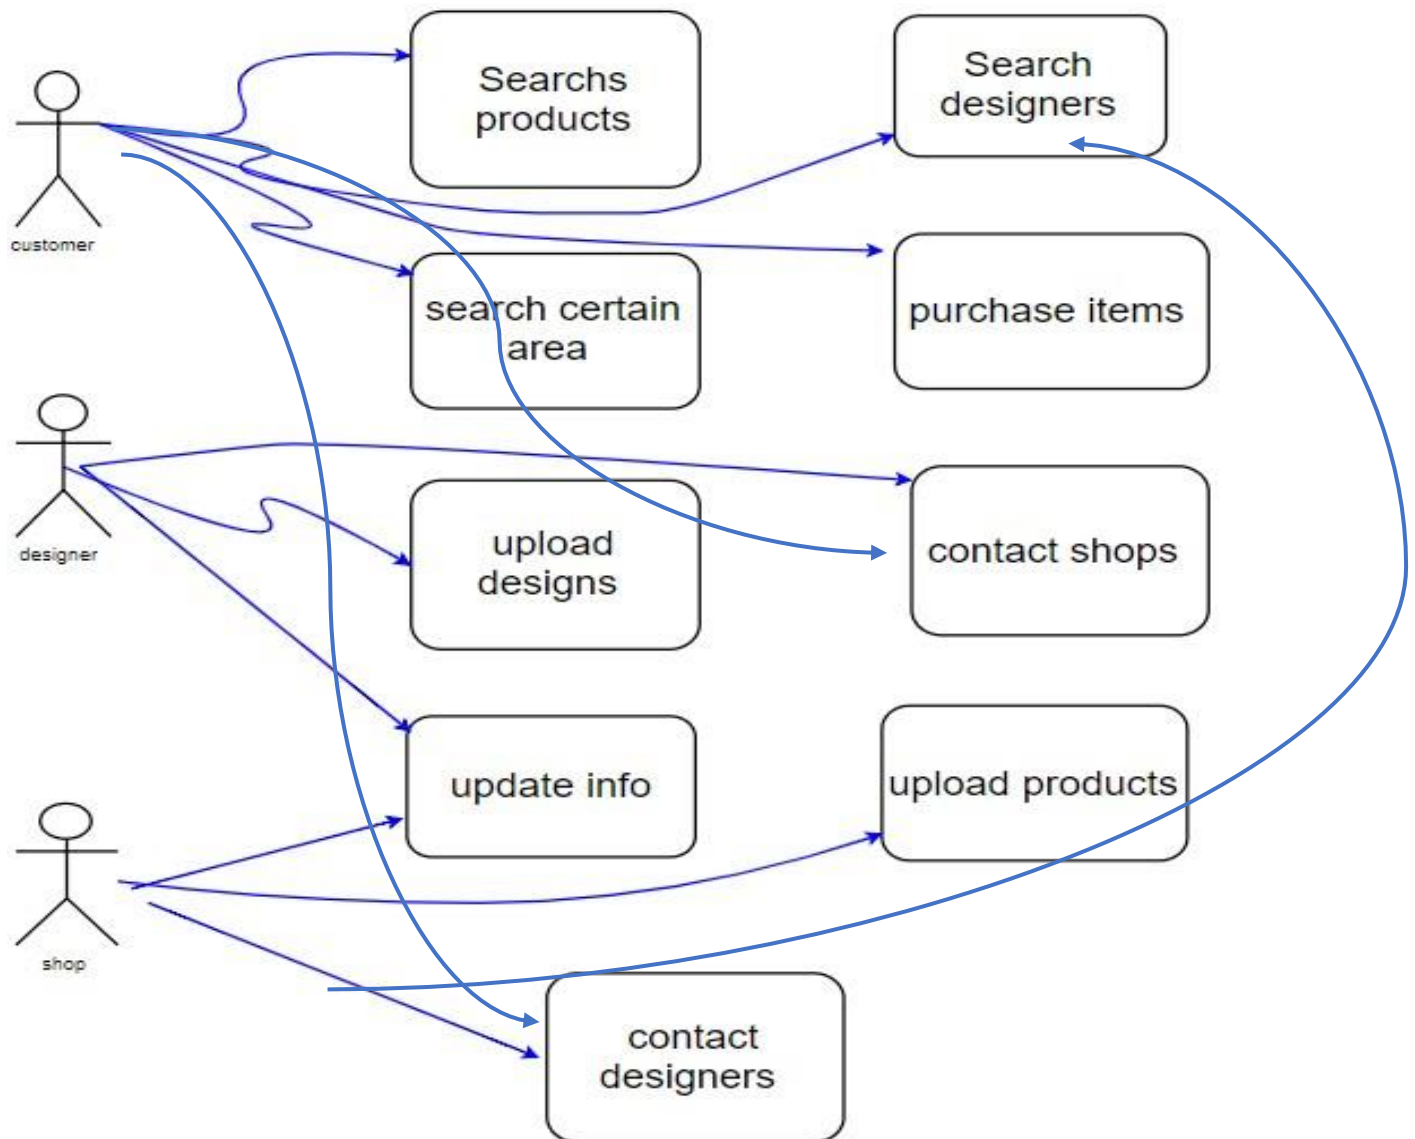 Searchs
products
Search
designers
customer
search certain
area
purchase items
designer
upload
designs
contact shops
update info
upload products
shop
contact
designers